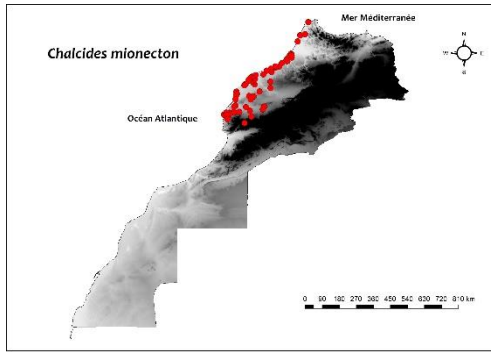 Mer Méditerranée
Chalcides mionecton
N
W
E
S
Océan Atlantique
0 90 180 270 360 450 540 630 720 810 km